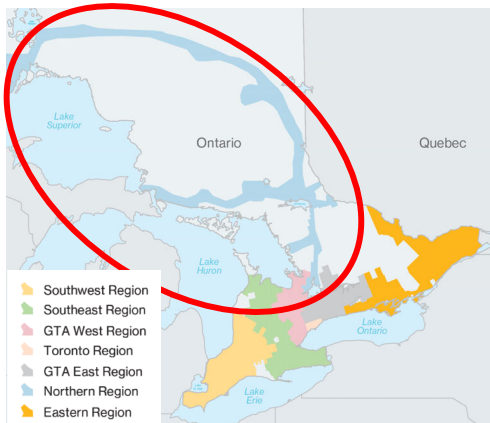 Lake
Superior
Ontario
Quebec
Lake
Huron
Lake
Ontario
Lake
Erie
Southwest Region
Southeast Region
GTA West Region
Toronto Region
GTA East Region
Northern Region
Eastern Region